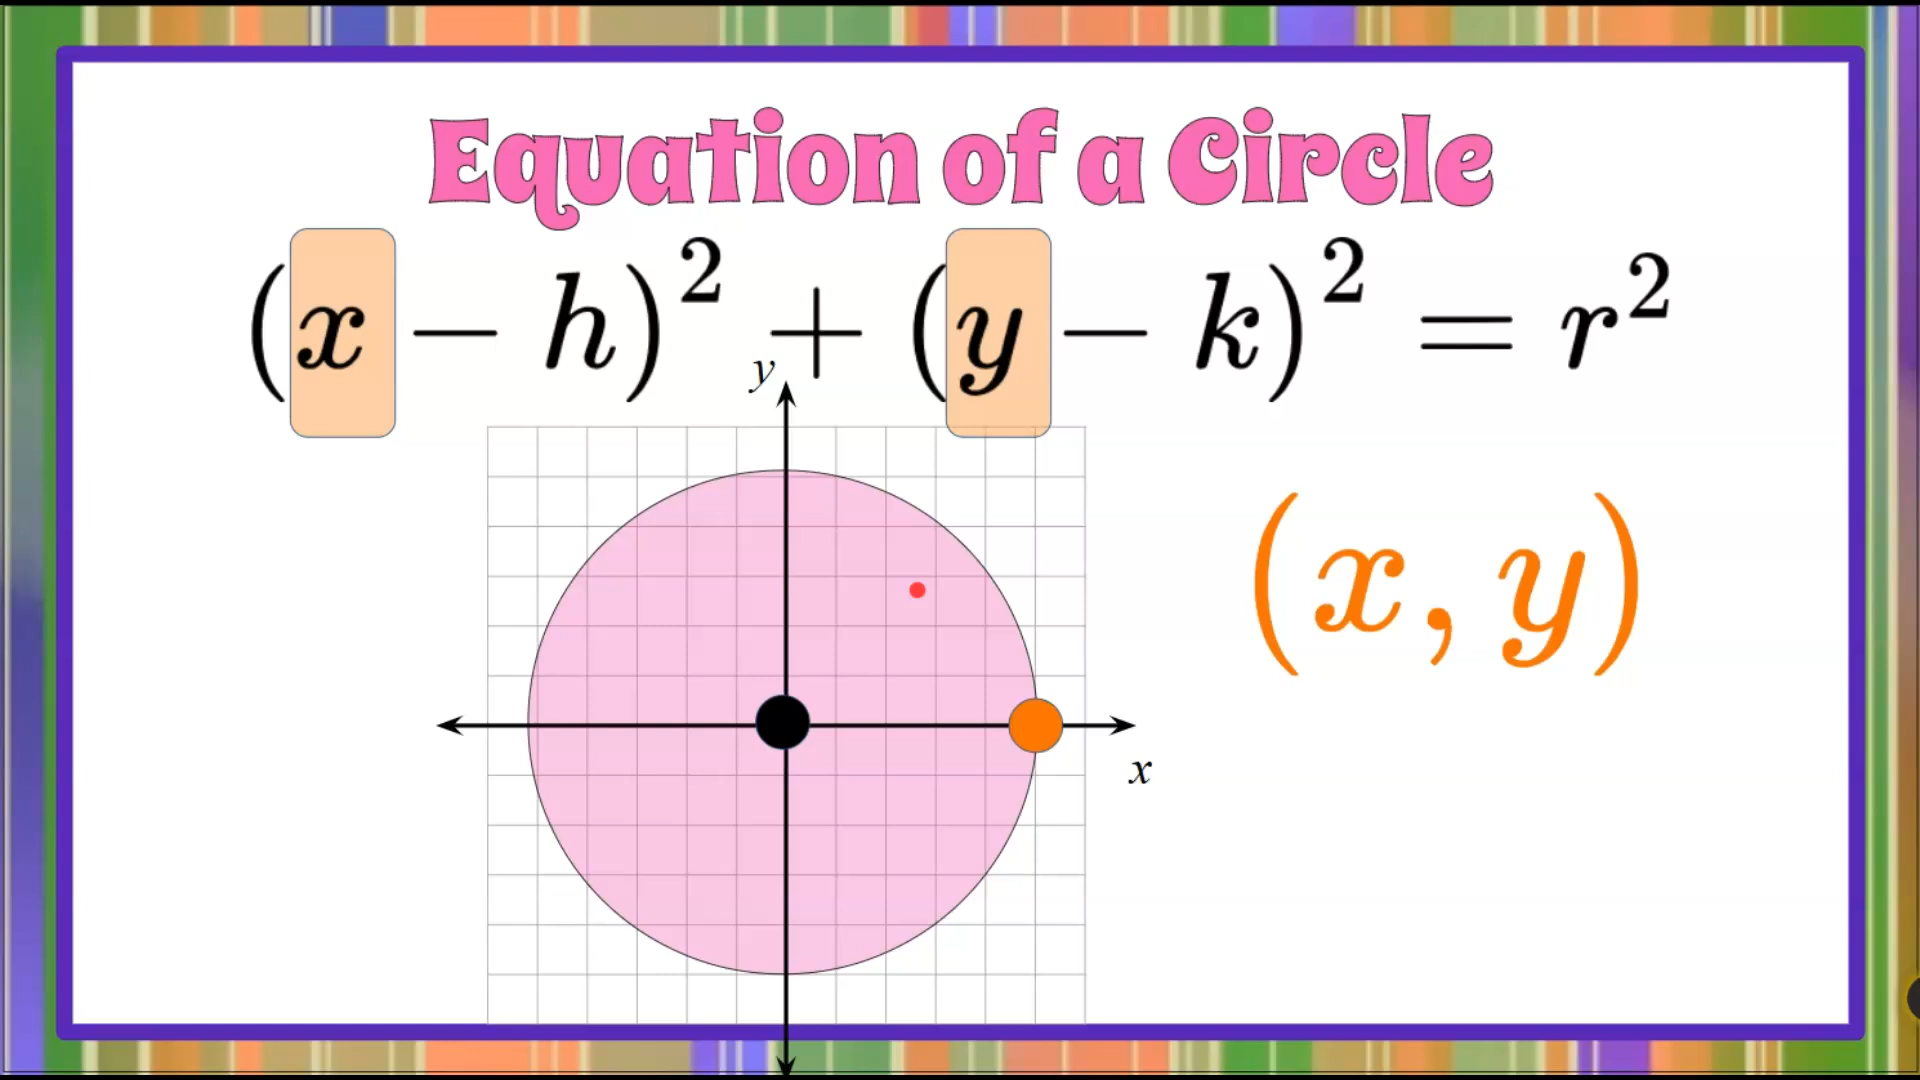 Equation of a Circle
(x − h)² + (y − k)² = r²
y
(x, y)
x